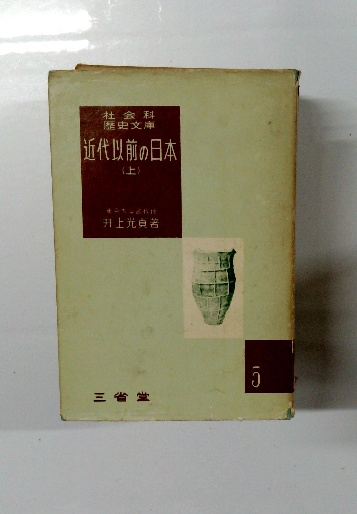 社会科
歴史文庫
近代以前の日本
(上)
井上光貞著
5
三省堂